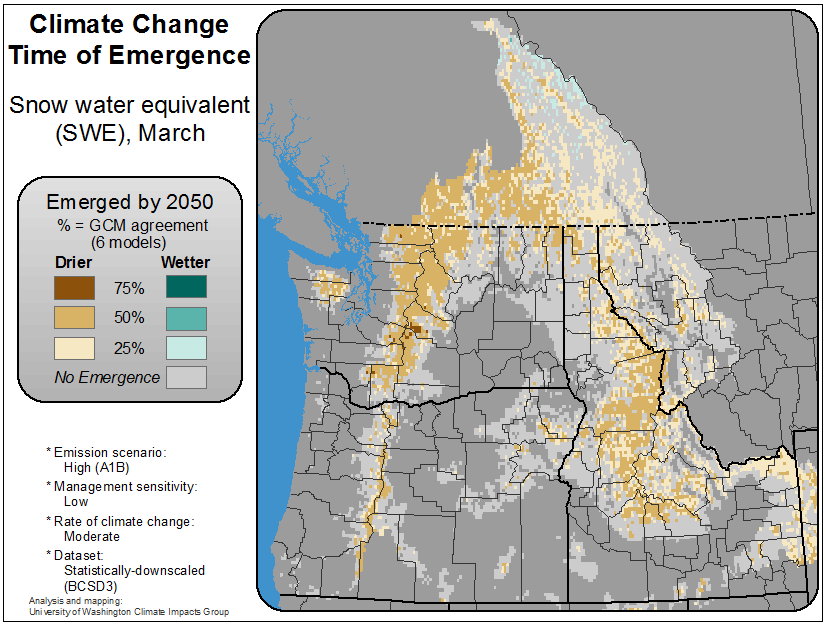 Climate Change
Time of Emergence
Snow water equivalent
(SWE), March
Emerged by 2050
% = GCM agreement
(6 models)
Drier Wetter
75%
50%
25%
No Emergence
* Emission scenario:
High (A1B)
* Management sensitivity:
Low
* Rate of climate change:
Moderate
* Dataset:
Statistically-downscaled
(BCSD3)
Analysis and mapping:
University of Washington Climate Impacts Group